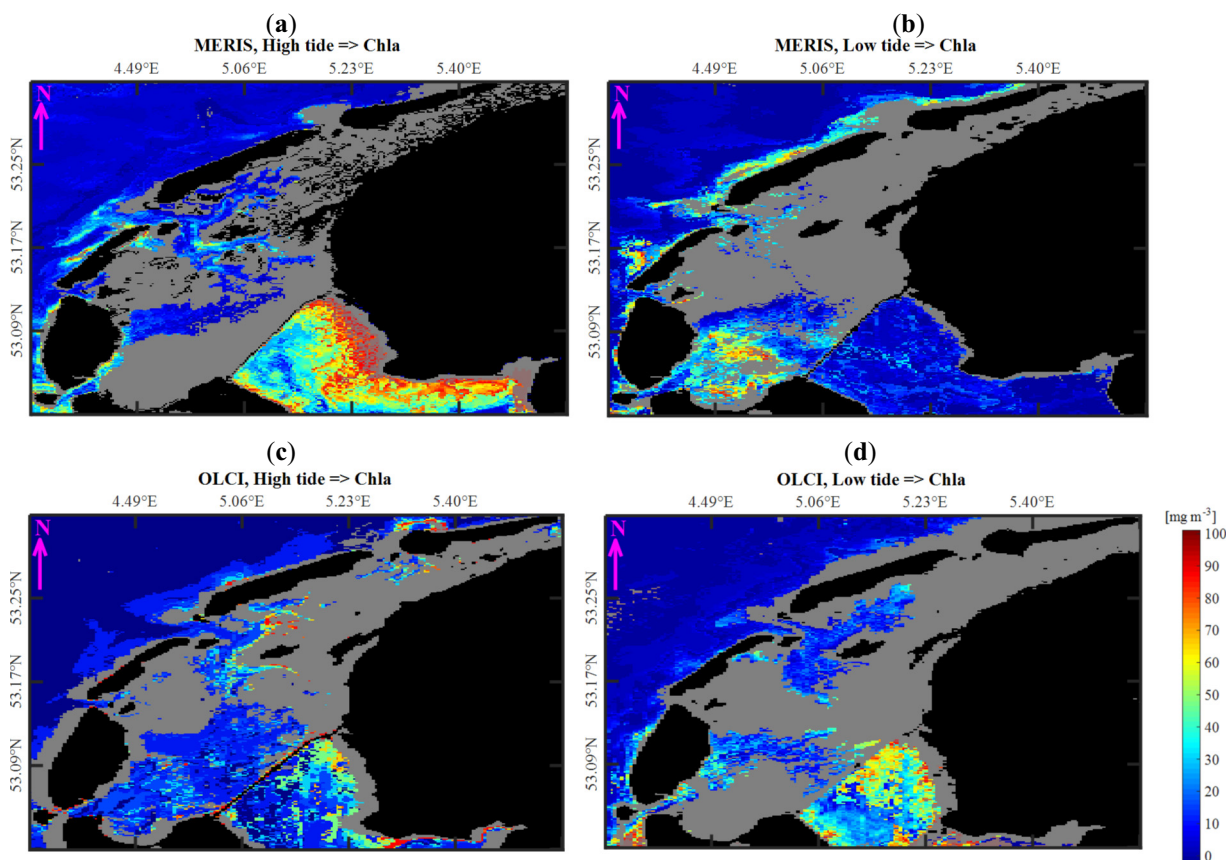 (a)
MERIS, High tide => Chla
4.49°E 5.06°E 5.23°E 5.40°E
N
53.25°N
53.17°N
53.09°N
(b)
MERIS, Low tide => Chla
4.49°E 5.06°E 5.23°E 5.40°E
N
53.25°N
53.17°N
53.09°N
(c)
OLCI, High tide => Chla
4.49°E 5.06°E 5.23°E 5.40°E
N
53.25°N
53.17°N
53.09°N
(d)
OLCI, Low tide => Chla
4.49°E 5.06°E 5.23°E 5.40°E
N
53.25°N
53.17°N
53.09°N
[mg m⁻³]
100
90
80
70
60
50
40
30
20
10
0